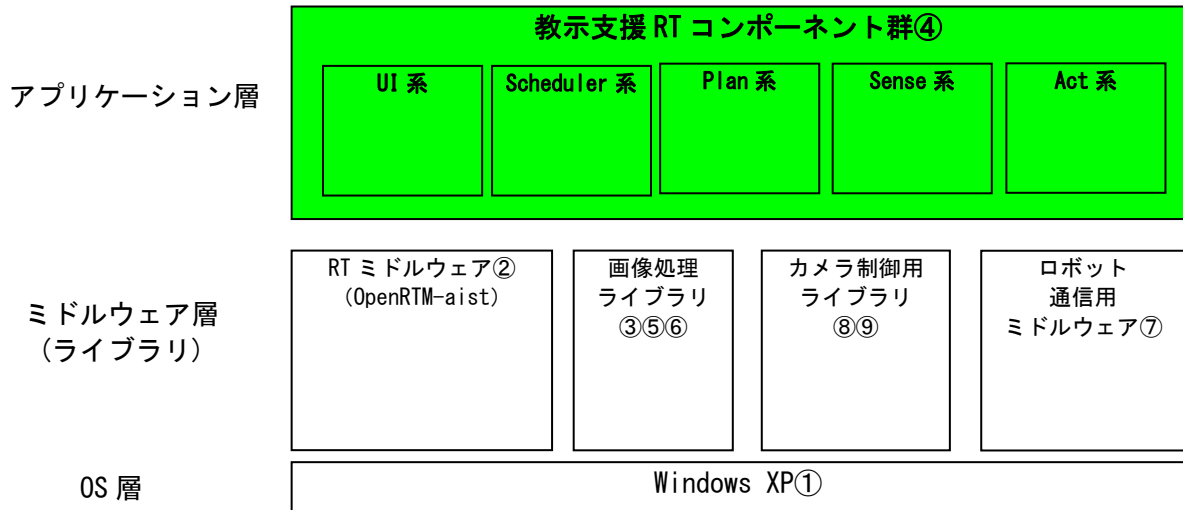 教示支援 RT コンポーネント群④
アプリケーション層
UI 系
Scheduler 系
Plan 系
Sense 系
Act 系
ミドルウェア層
(ライブラリ)
RT ミドルウェア②
(OpenRTM-aist)
画像処理
ライブラリ
③⑤⑥
カメラ制御用
ライブラリ
⑧⑨
ロボット
通信用
ミドルウェア⑦
OS 層
Windows XP①